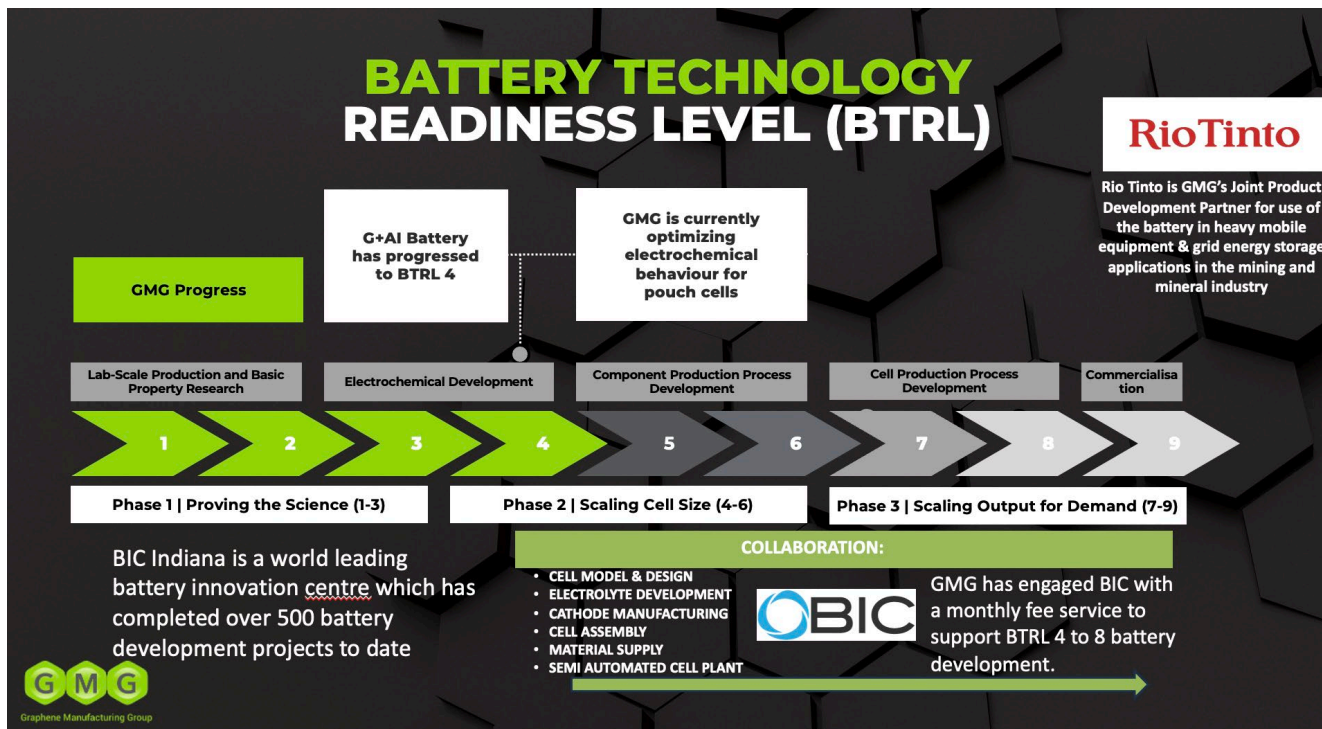 BATTERY TECHNOLOGY
READINESS LEVEL (BTRL)
RioTinto
Rio Tinto is GMG's Joint Product
Development Partner for use of
the battery in heavy mobile
equipment & grid energy storage
applications in the mining and
mineral industry
GMG Progress
G+AI Battery
has progressed
to BTRL 4
GMG is currently
optimizing
electrochemical
behaviour for
pouch cells
Lab-Scale Production and Basic
Property Research
Electrochemical Development
Component Production Process
Development
Cell Production Process
Development
Commercialisa
tion
1
2
3
4
5
6
7
8
9
Phase 1 | Proving the Science (1-3)
Phase 2 | Scaling Cell Size (4-6)
Phase 3 | Scaling Output for Demand (7-9)
BIC Indiana is a world leading
battery innovation centre which has
completed over 500 battery
development projects to date
COLLABORATION:
• CELL MODEL & DESIGN
• ELECTROLYTE DEVELOPMENT
• CATHODE MANUFACTURING
• CELL ASSEMBLY
• MATERIAL SUPPLY
• SEMI AUTOMATED CELL PLANT
BIC
GMG has engaged BIC with
a monthly fee service to
support BTRL 4 to 8 battery
development.
GMG
Graphene Manufacturing Group